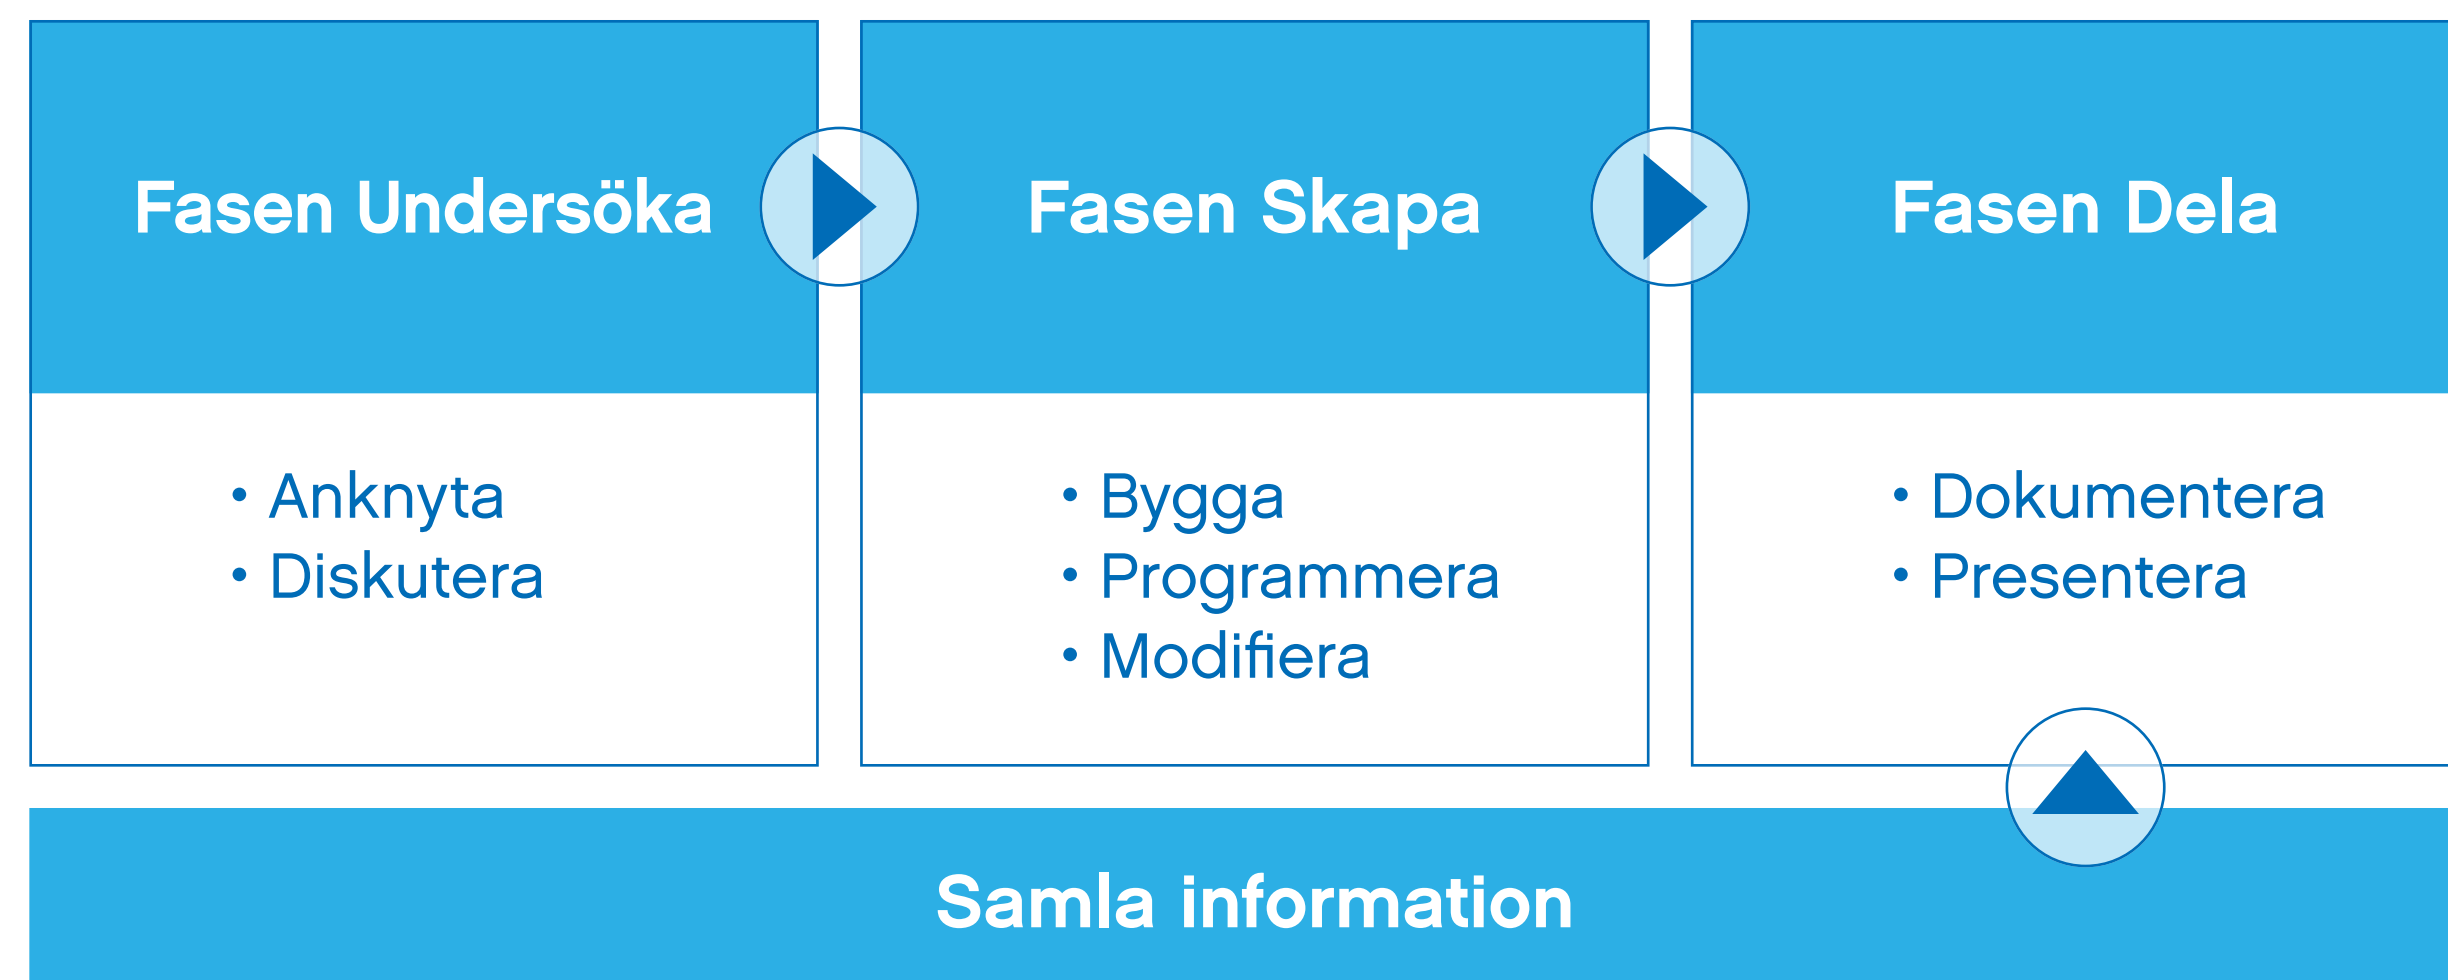 Fasen Undersöka
• Anknyta
• Diskutera
Fasen Skapa
• Bygga
• Programmera
• Modifiera
Fasen Dela
• Dokumentera
• Presentera
Samla information